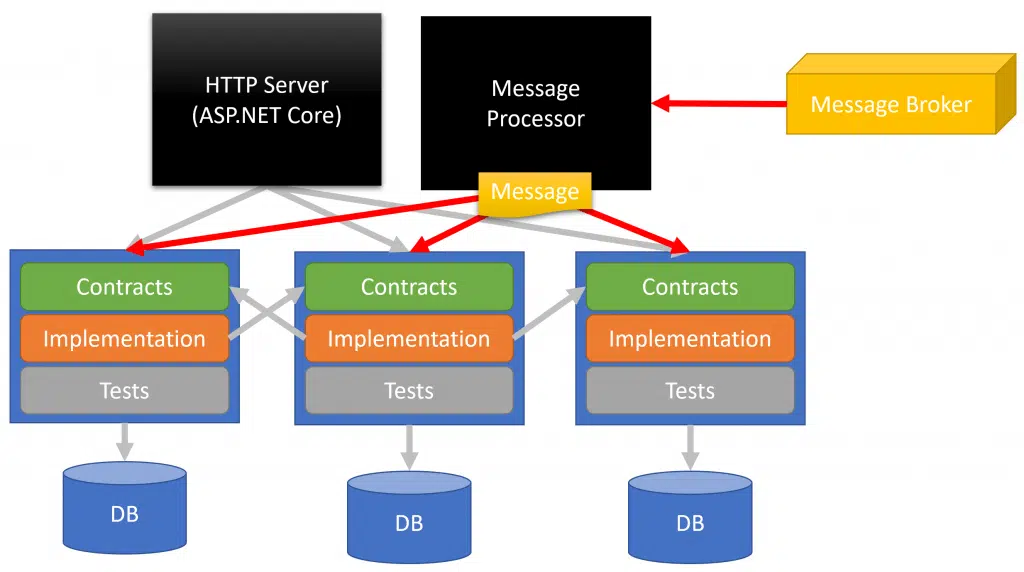 HTTP Server
(ASP.NET Core)
Message
Processor
Message Broker
Message
Contracts
Implementation
Tests
Contracts
Implementation
Tests
Contracts
Implementation
Tests
DB
DB
DB